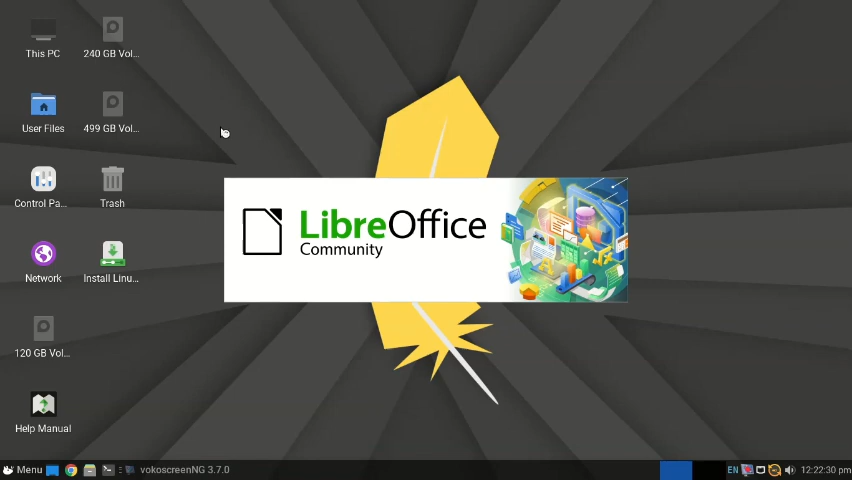 This PC
240 GB Vol...
User Files
499 GB Vol...
Control Pa...
Trash
Network
Install Linu...
120 GB Vol...
Help Manual
LibreOffice
Community
Menu
vokoscreenNG 3.7.0
EN
12:22:30 pm